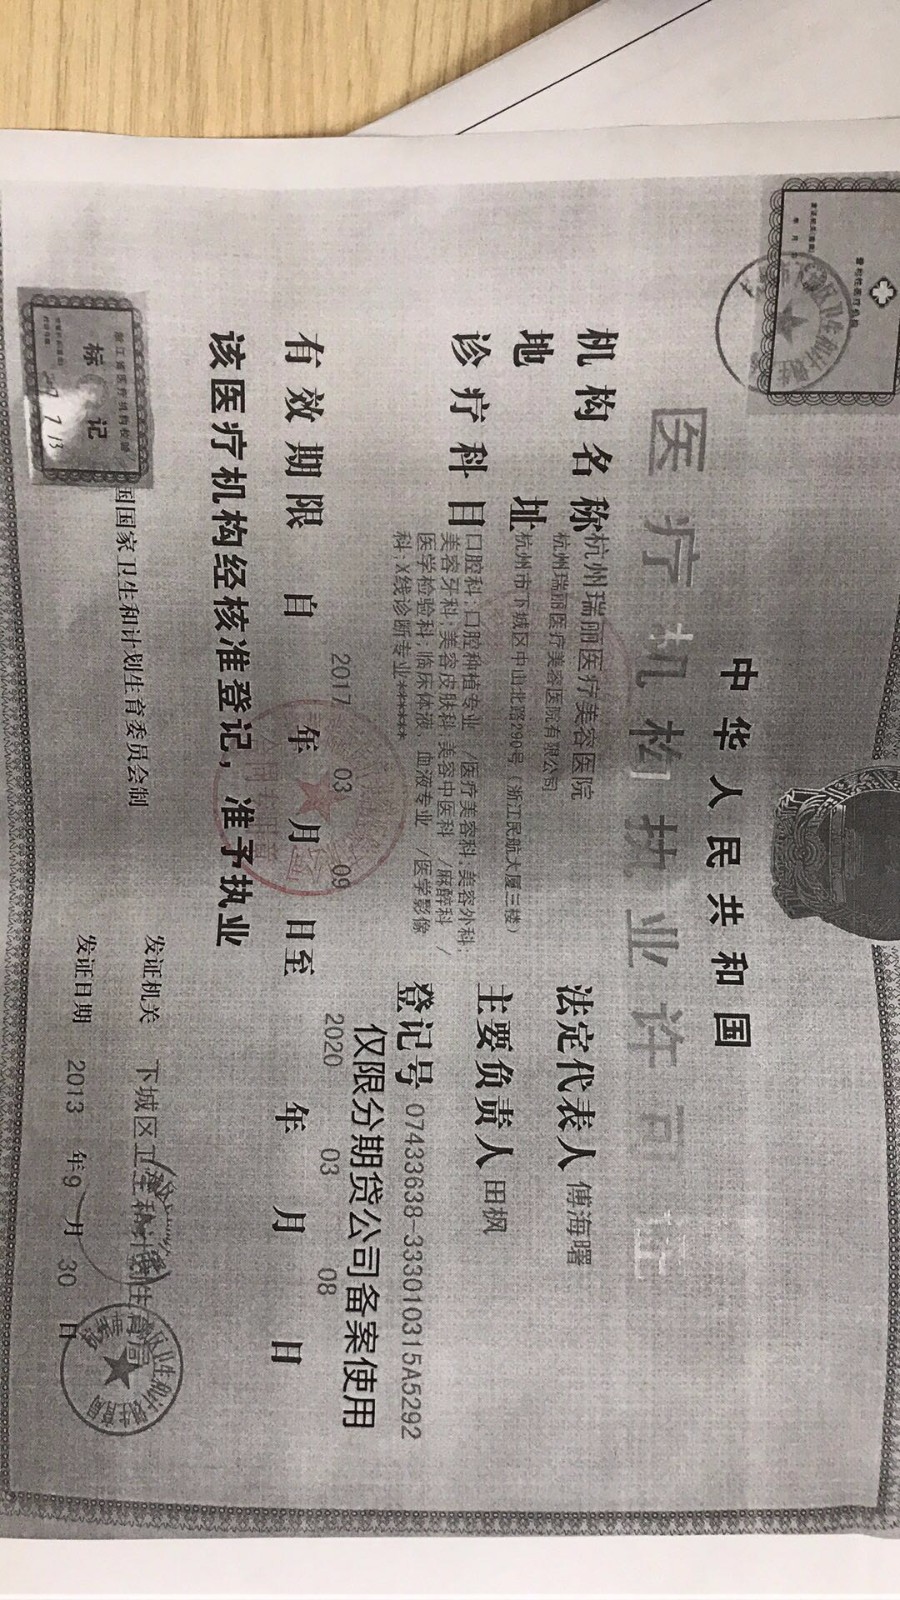 中华人民共和国
医疗机构执业许可证
机构名称 杭州瑞丽医疗美容医院
杭州瑞丽医疗美容医院有限公司
法定代表人 傅海曙
地址 杭州市下城区中山北路290号(浙江民航大厦三楼)
主要负责人 田枫
诊疗科目 口腔科;口腔种植专业 /医疗美容科;美容外科;
美容牙科;美容皮肤科;美容中医科 /麻醉科 /
医学检验科;临床体液、血液专业 /医学影像
科;X线诊断专业*****
登记号 07433638-333010315A5292
仅限分期贷公司备案使用
有效期限 自 2017 年 03 月 09 日至 2020 年 03 月 08 日
该医疗机构经核准登记,准予执业
发证机关 下城区卫生和计划生育局
国国家卫生和计划生育委员会制
发证日期 2013 年 9 月 30 日
浙江省医疗机构校验
标记